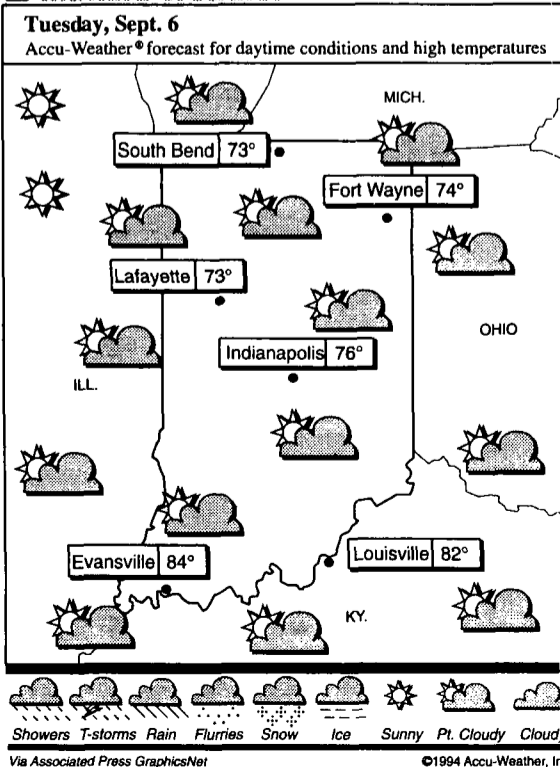 Tuesday, Sept. 6
Accu-Weather® forecast for daytime conditions and high temperatures
MICH.
South Bend 73°
Fort Wayne 74°
Lafayette 73°
OHIO
Indianapolis 76°
ILL.
Evansville 84°
Louisville 82°
KY.
Showers T-storms Rain Flurries Snow Ice Sunny Pt. Cloudy Cloud
Via Associated Press GraphicsNet ©1994 Accu-Weather, In